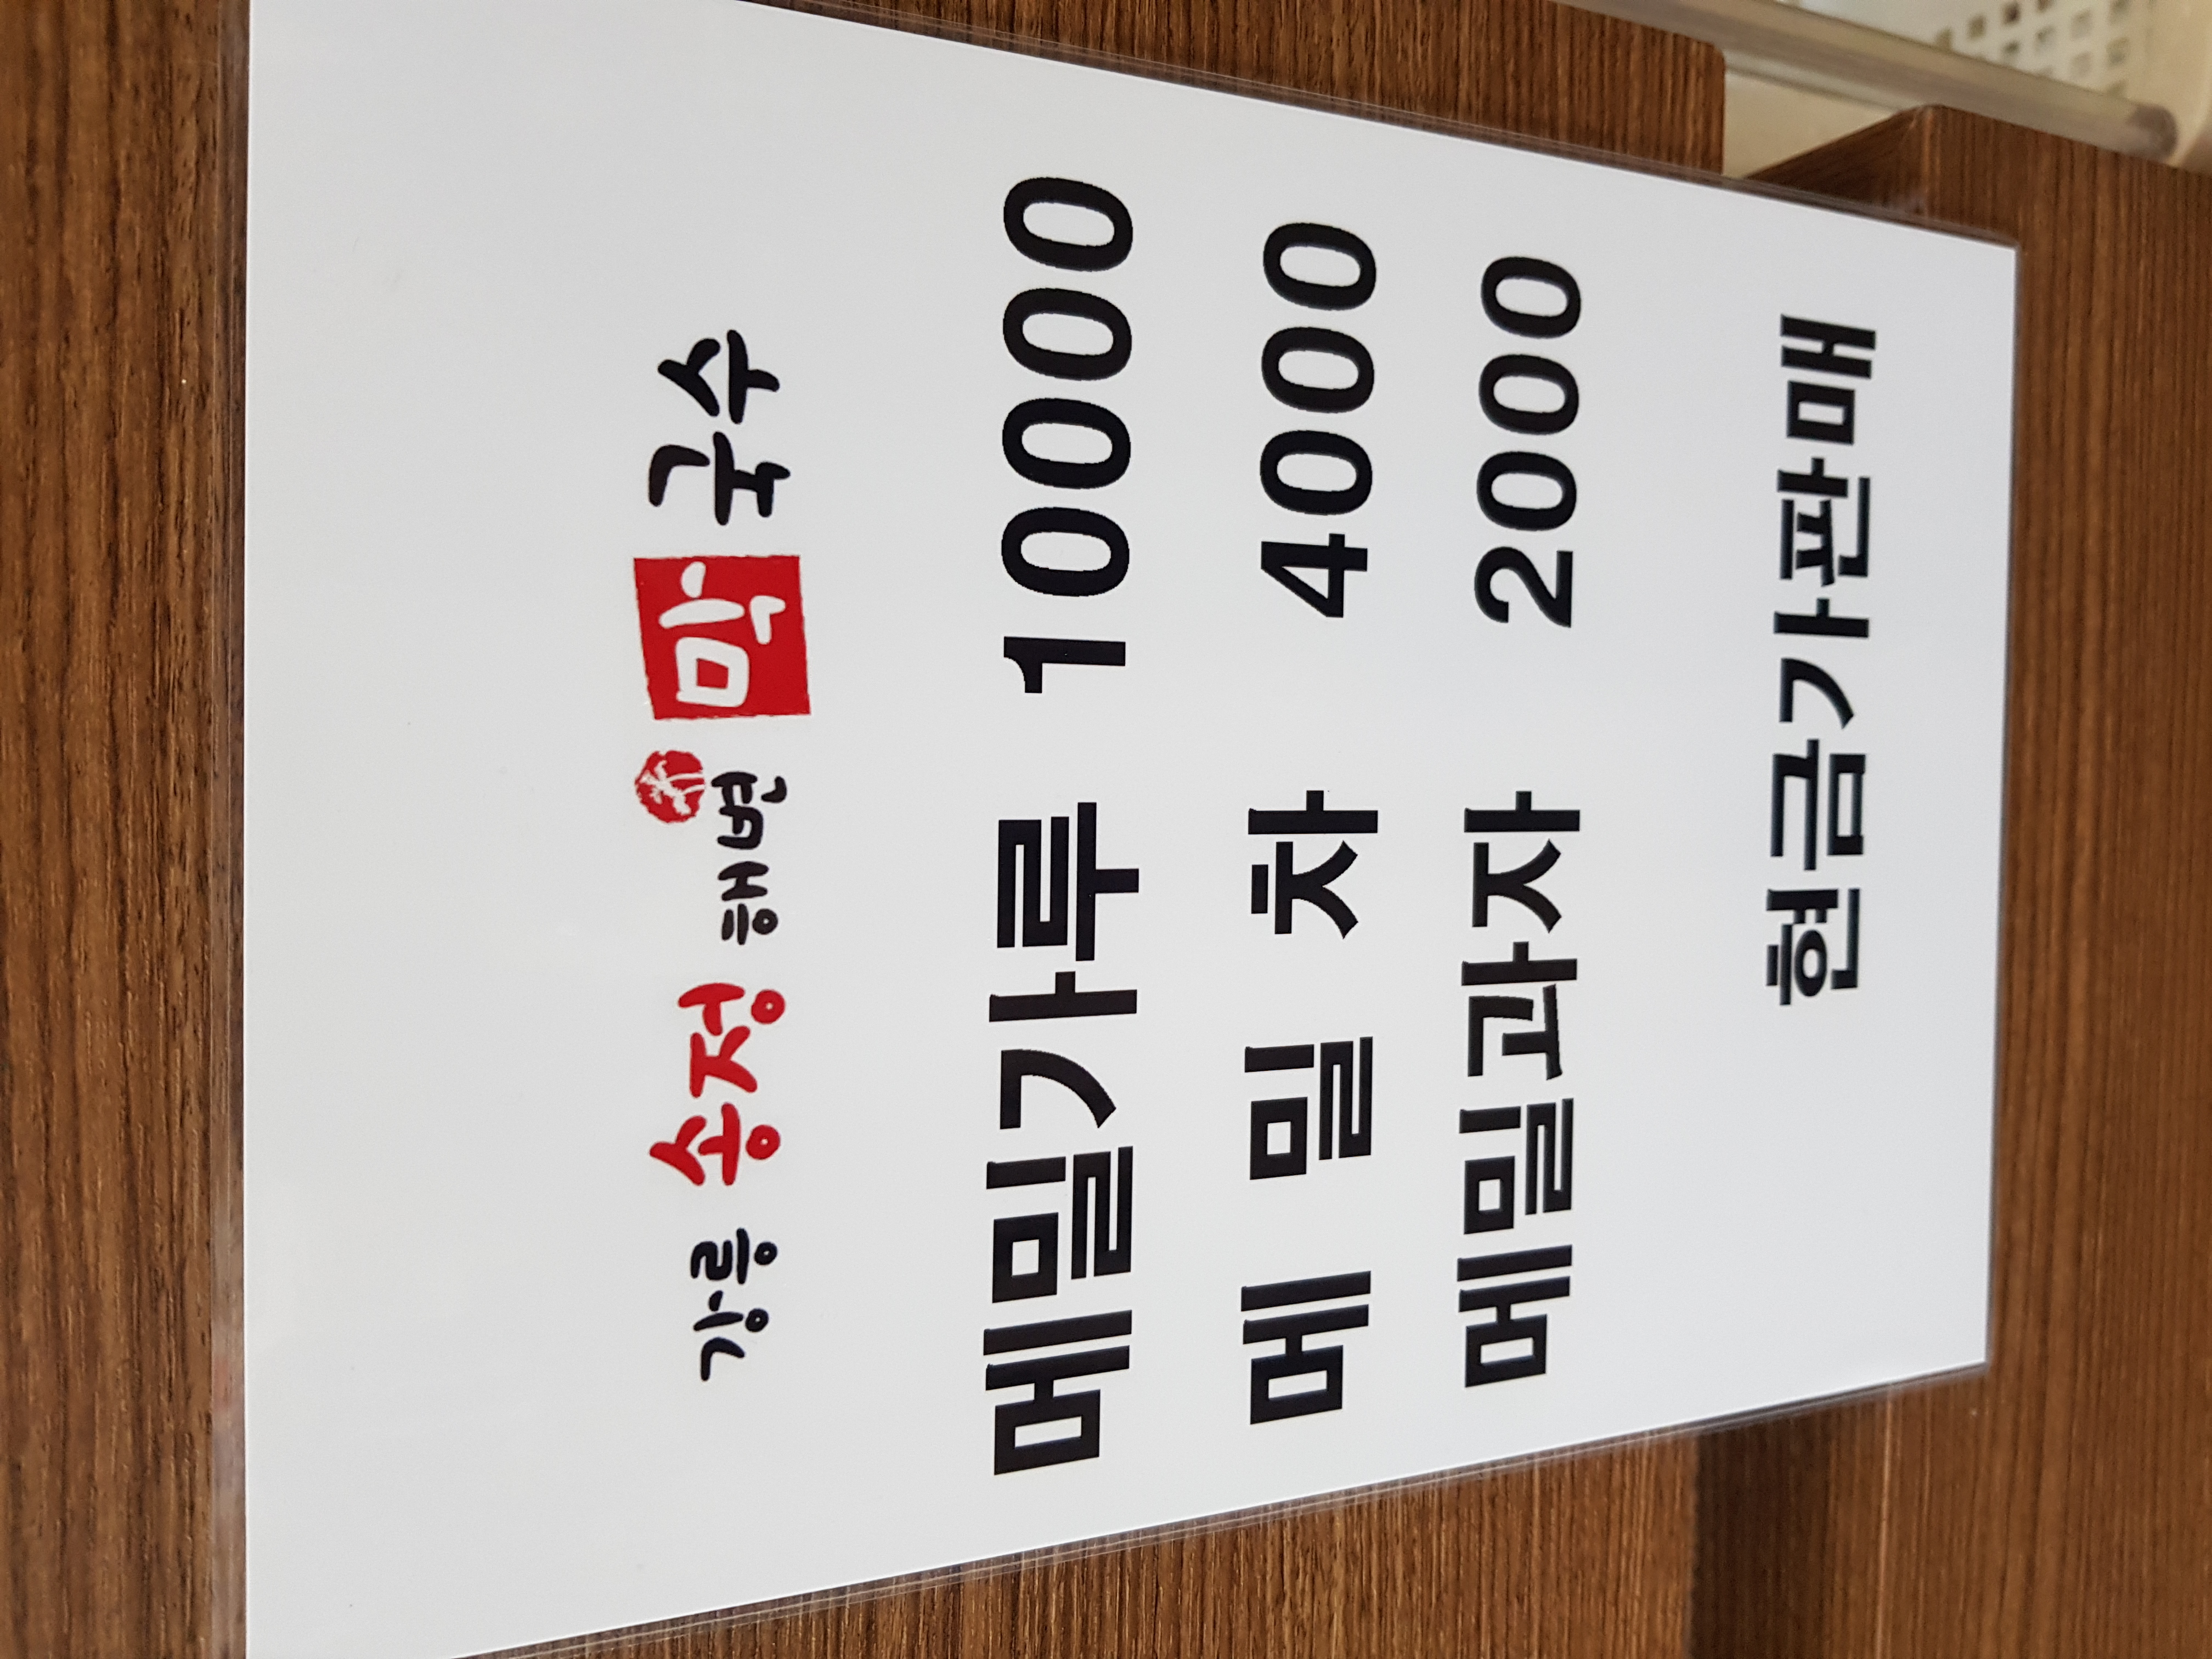 강릉 송정 해변 막국수
메밀가루 10000
메 밀 차 4000
메밀과자 2000
현금가판매